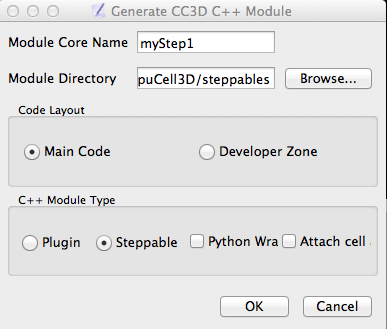 Generate CC3D C++ Module
Module Core Name myStep1
Module Directory puCell3D/steppables Browse...
Code Layout
Main Code Developer Zone
C++ Module Type
Plugin Steppable Python Wra Attach cell
OK Cancel